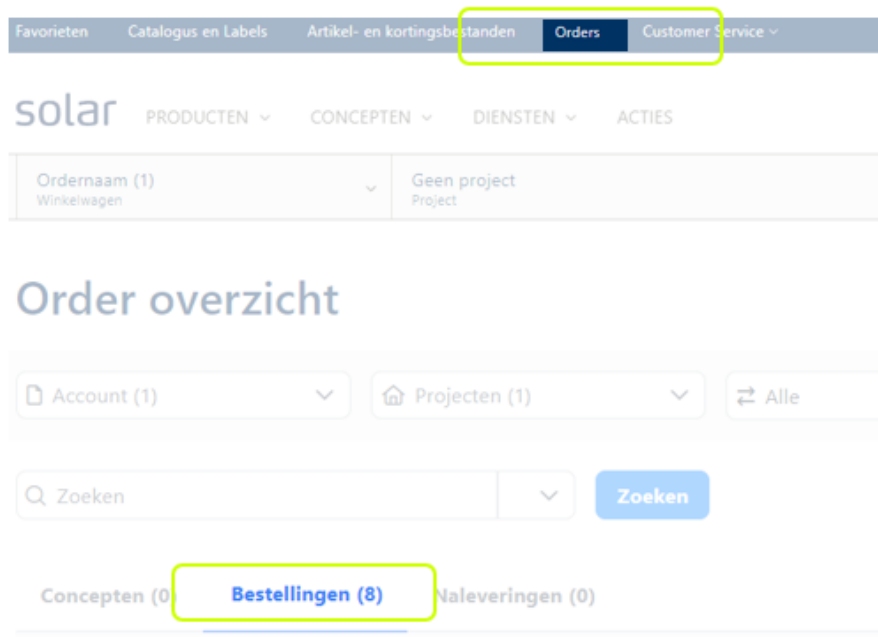 Favorieten Catalogus en Labels Artikel- en kortingsbestanden Orders Customer Service
solar PRODUCTEN CONCEPTEN DIENSTEN ACTIES
Ordernaam (1) Geen project
Winkelwagen Project
Order overzicht
Account (1) Projecten (1) Alle
Zoeken Zoeken
Concepten (0) Bestellingen (8) Naleveringen (0)